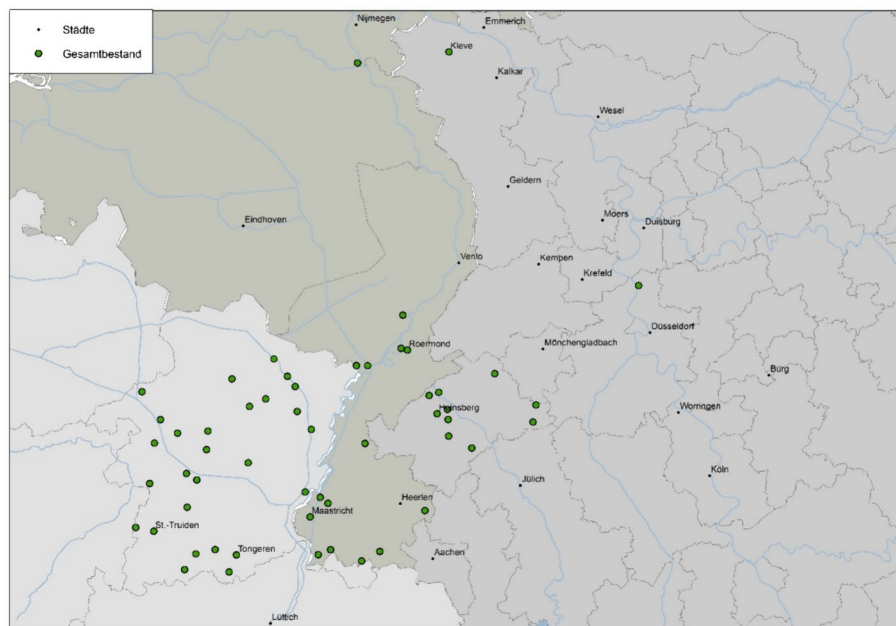 Städte
Gesamtbestand
Nijmegen
Emmerich
Kleve
Kalkar
Wesel
Geldern
Eindhoven
Moers
Duisburg
Venlo
Kempen
Krefeld
Düsseldorf
Roermond
Mönchengladbach
Burg
Heinsberg
Worringen
Köln
Jülich
Heerlen
Maastricht
St.-Truiden
Tongeren
Aachen
Lüttich